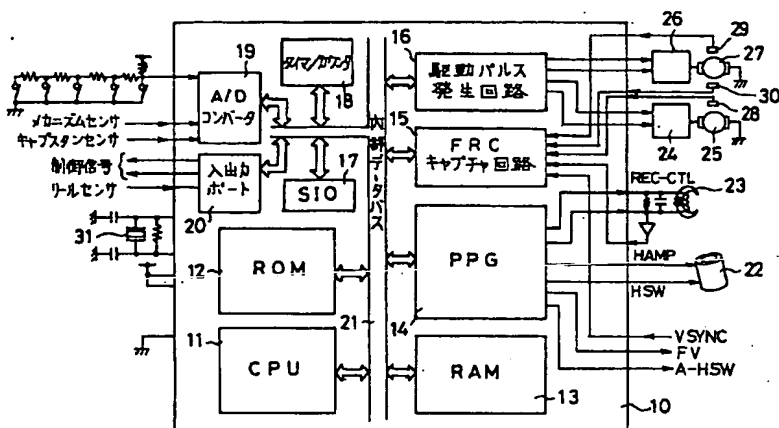 19
A/D
コンバータ
タイマ/カウンタ
18
16
駆動パルス
発生回路
26
29
27
30
28
メカニズムセンサ
キャプスタンセンサ
制御信号
リールセンサ
入出力
ポート
20
SIO
17
内部データバス
15
FRC
キャプチャ回路
24
25
REC-CTL
23
31
12
ROM
21
PPG
14
HAMP
HSW
22
11
CPU
RAM
13
VSYNC
FV
A-HSW
10